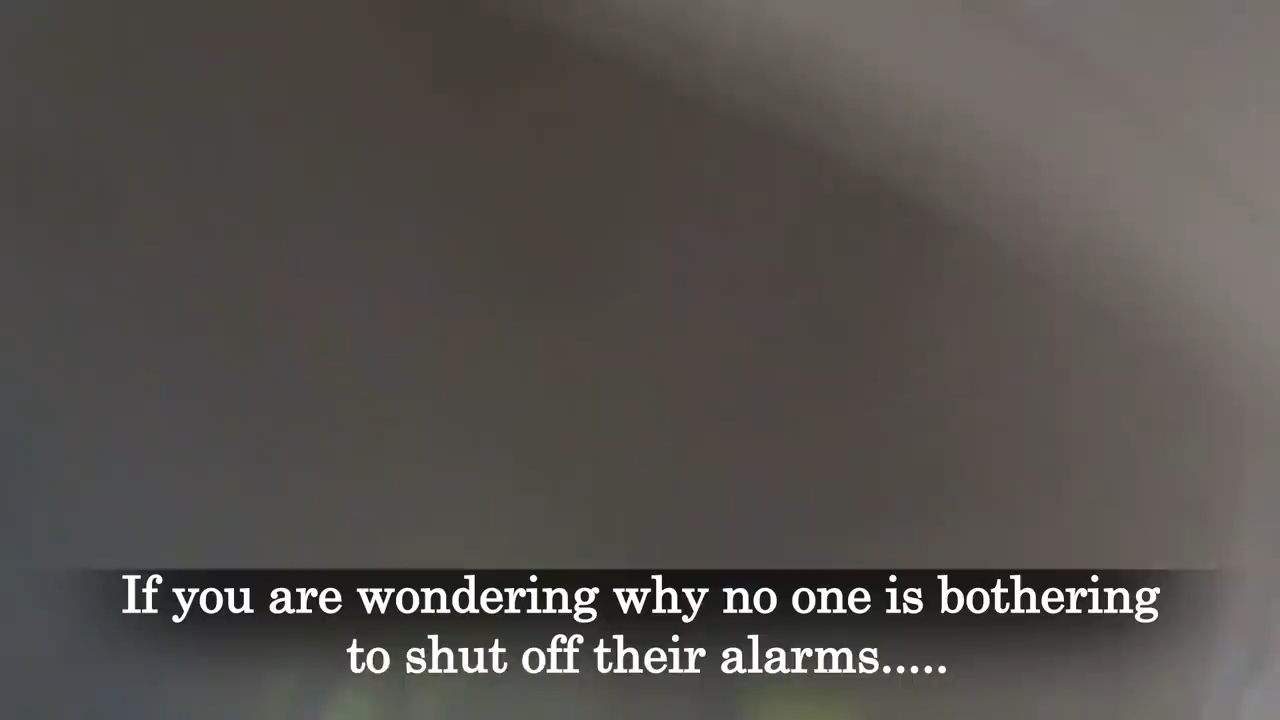 If you are wondering why no one is bothering
to shut off their alarms.....